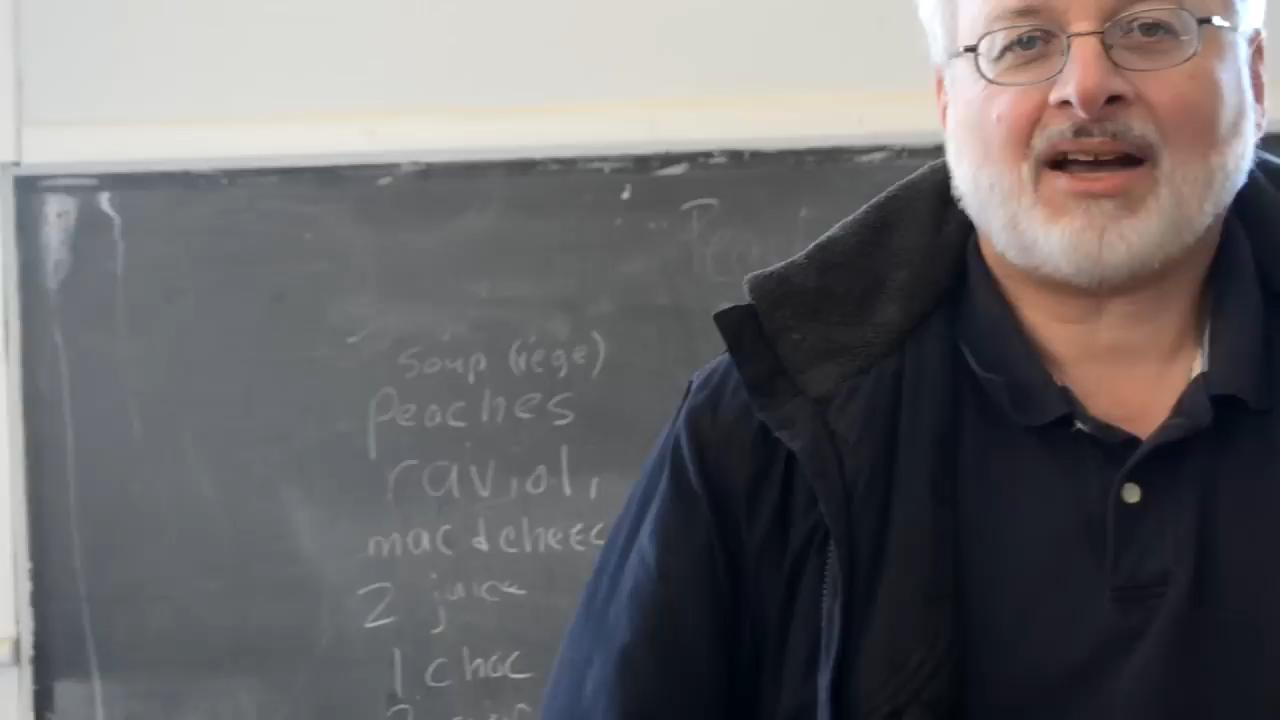 soup (vege)
Peaches
ravioli
mac & chees
2 juice
1 choc